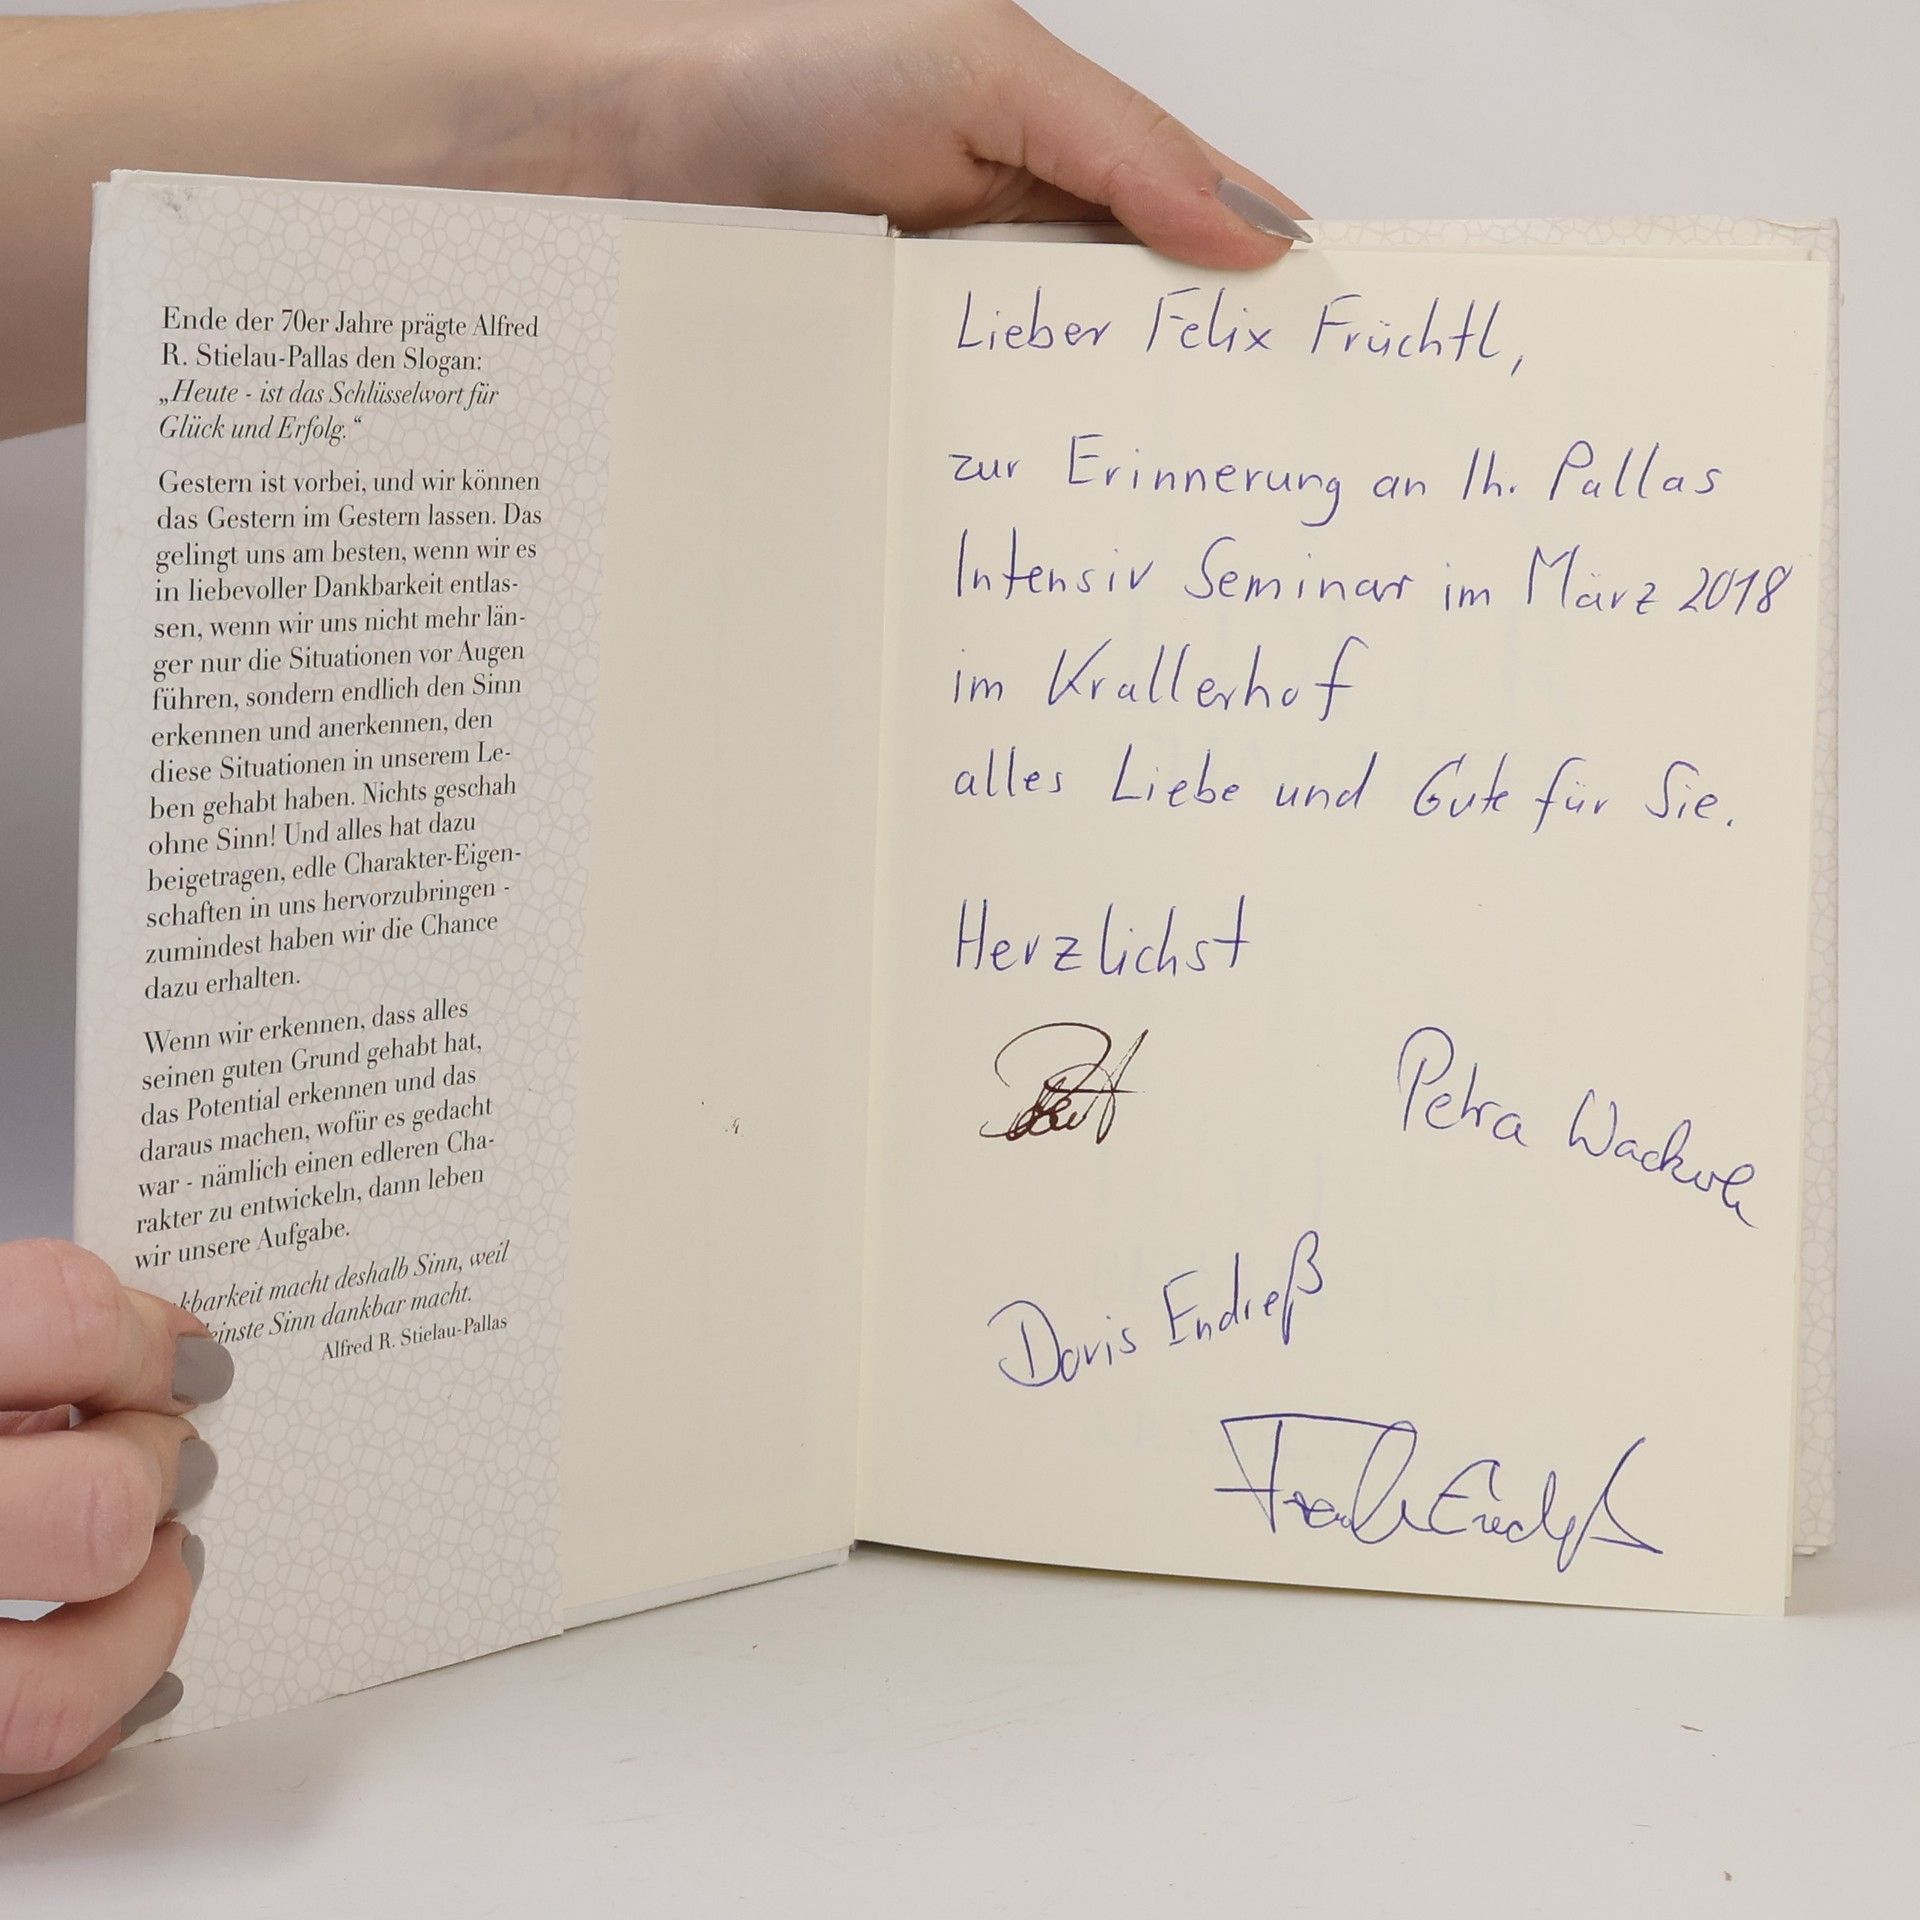 Ende der 70er Jahre prägte Alfred
R. Stielau-Pallas den Slogan:
„Heute - ist das Schlüsselwort für
Glück und Erfolg.“
Gestern ist vorbei, und wir können
das Gestern im Gestern lassen. Das
gelingt uns am besten, wenn wir es
in liebevoller Dankbarkeit entlas-
sen, wenn wir uns nicht mehr län-
ger nur die Situationen vor Augen
führen, sondern endlich den Sinn
erkennen und anerkennen, den
diese Situationen in unserem Le-
ben gehabt haben. Nichts geschah
ohne Sinn! Und alles hat dazu
beigetragen, edle Charakter-Eigen-
schaften in uns hervorzubringen -
zumindest haben wir die Chance
dazu erhalten.
Wenn wir erkennen, dass alles
seinen guten Grund gehabt hat,
das Potential erkennen und das
daraus machen, wofür es gedacht
war - nämlich einen edleren Cha-
rakter zu entwickeln, dann leben
wir unsere Aufgabe.
kbarkeit macht deshalb Sinn, weil
einste Sinn dankbar macht.
Alfred R. Stielau-Pallas
Lieber Felix Früchtl,
zur Erinnerung an Ihr Pallas
Intensiv Seminar im März 2018
im Krallerhof
alles Liebe und Gute für Sie.
Herzlichst
Petra
Doris Endreß
Endreß